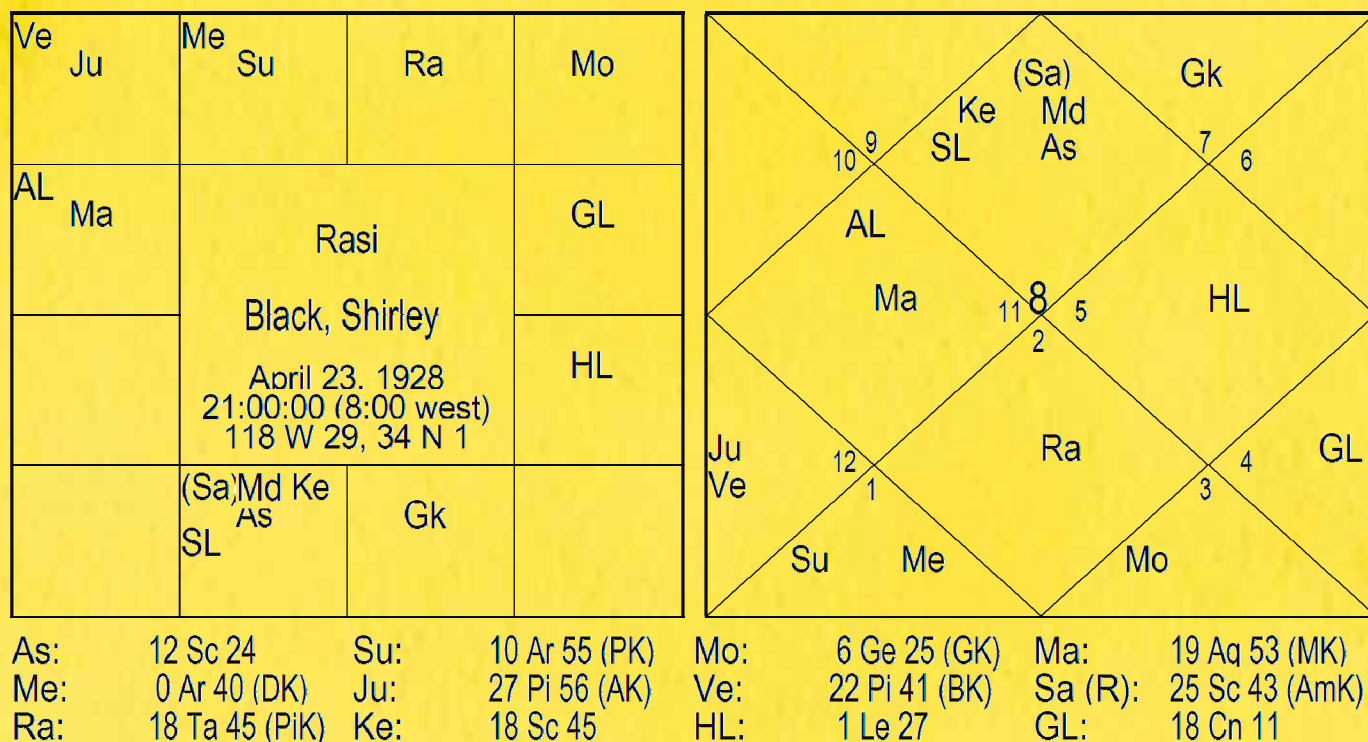 Ve
Ju
Me
Su
Ra
Mo
AL
Ma
GL
Rasi
Black, Shirley
April 23. 1928
21:00:00 (8:00 west)
118 W 29, 34 N 1
HL
(Sa)Md Ke
As
SL
Gk
(Sa)
Gk
Ke Md
SL As
9 7
10 6
AL
Ma HL
11 8 5
2
Ju
Ve
12 Ra 4 GL
1 3
Su Me Mo
As: 12 Sc 24 Su: 10 Ar 55 (PK) Mo: 6 Ge 25 (GK) Ma: 19 Aq 53 (MK)
Me: 0 Ar 40 (DK) Ju: 27 Pi 56 (AK) Ve: 22 Pi 41 (BK) Sa (R): 25 Sc 43 (AmK)
Ra: 18 Ta 45 (PiK) Ke: 18 Sc 45 HL: 1 Le 27 GL: 18 Cn 11